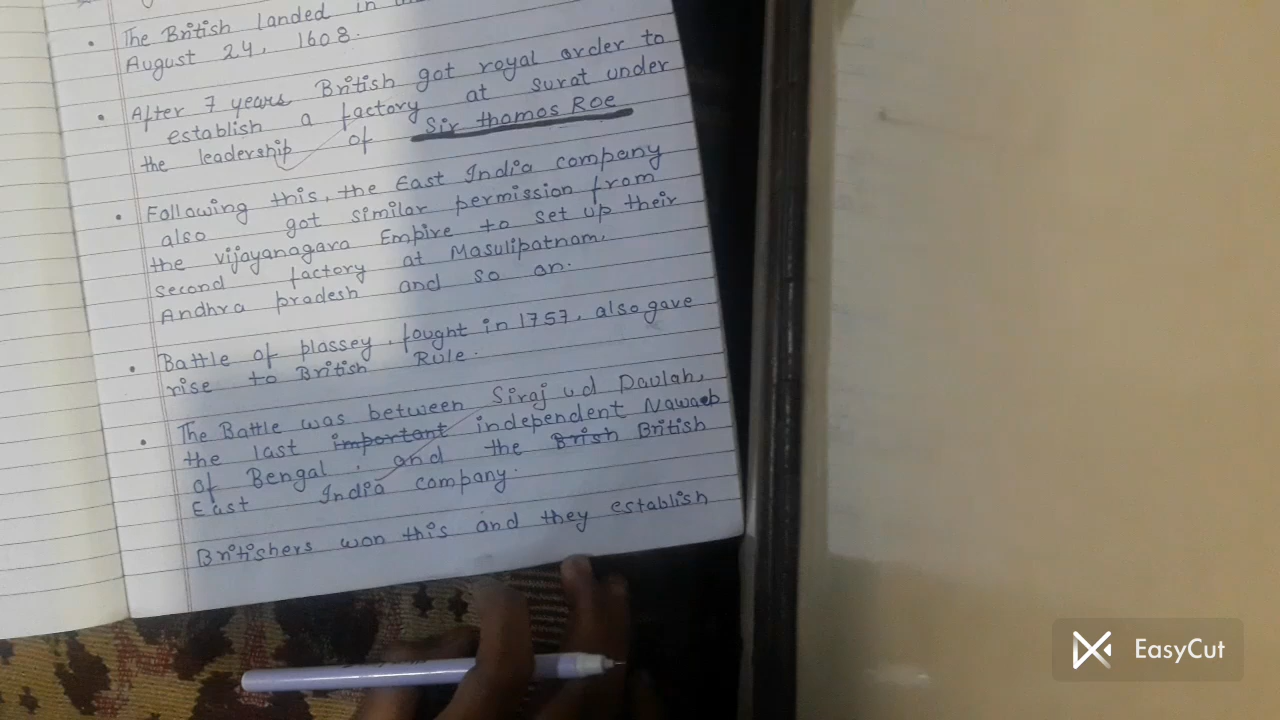 • The British landed in
August 24, 1608.
• After 7 years British got royal order to
establish a factory at surat under
the leadership of Sir thomos Roe
• Following this, the East India company
also got similar permission from
the vijayanagara Empire to set up their
second factory at Masulipatnam,
Andhra pradesh and so on.
• Battle of plassey, fought in 1757, also gave
rise to British Rule.
• The Battle was between Siraj ud Daulah,
the last important independent Nawaeb
of Bengal, and the Brish British
East India company.
Britishers won this and they establish
EasyCut